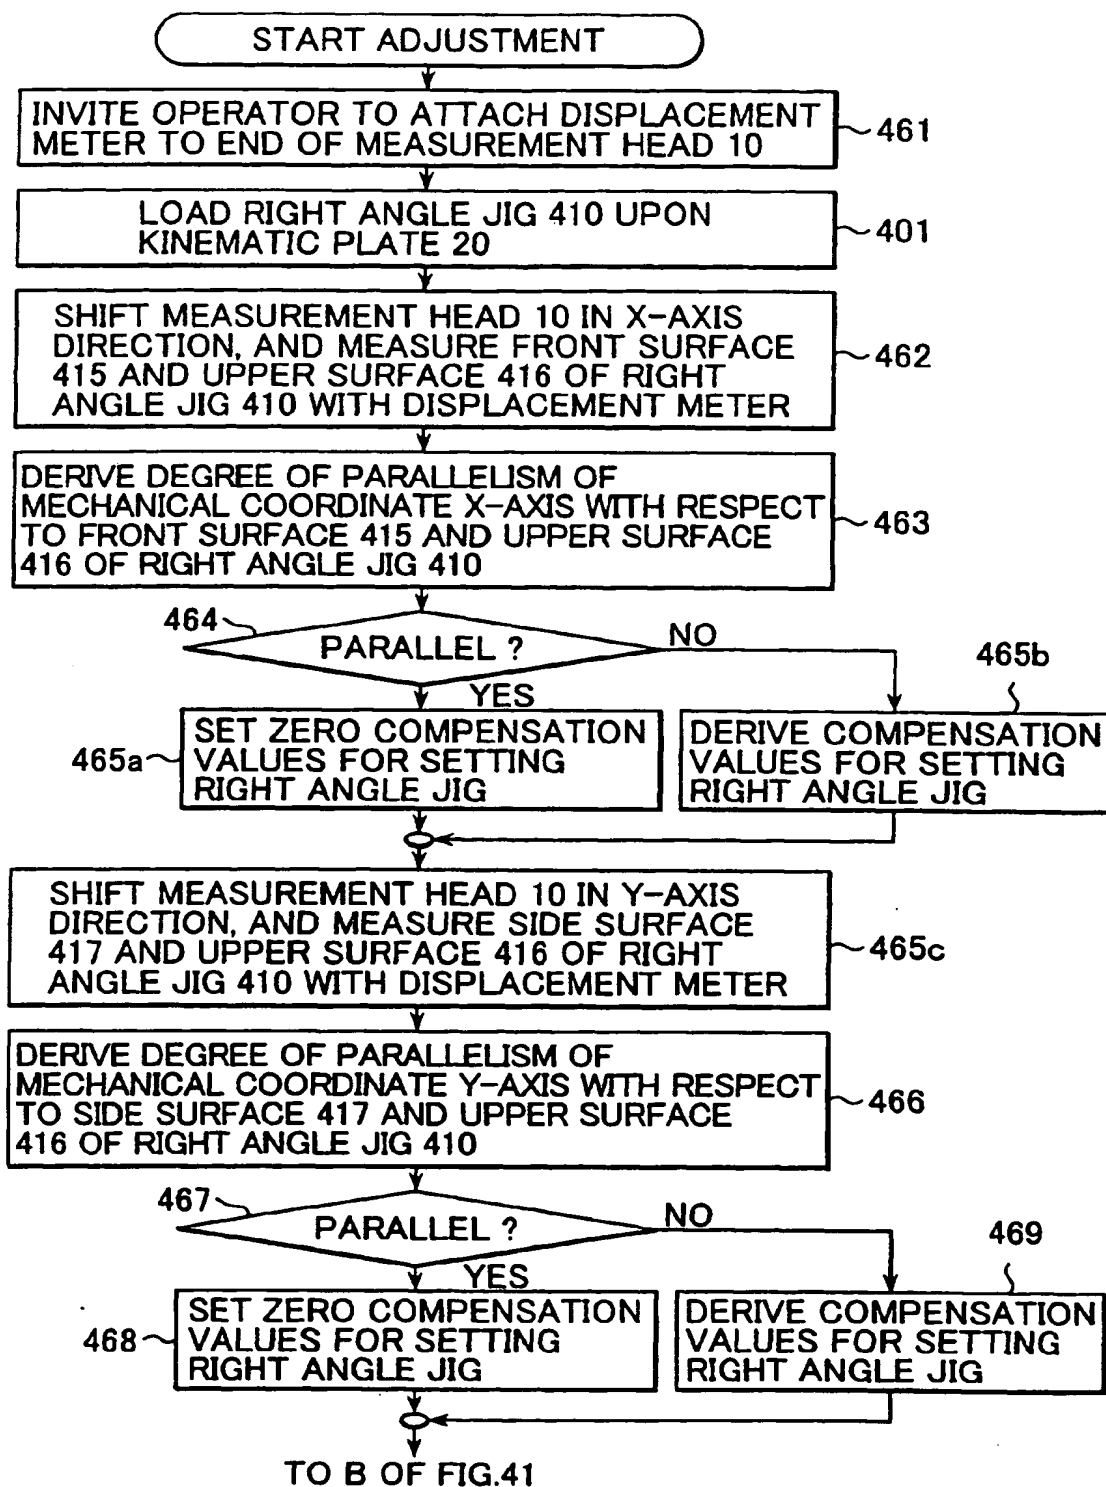 START ADJUSTMENT
INVITE OPERATOR TO ATTACH DISPLACEMENT
METER TO END OF MEASUREMENT HEAD 10
461
LOAD RIGHT ANGLE JIG 410 UPON
KINEMATIC PLATE 20
401
SHIFT MEASUREMENT HEAD 10 IN X-AXIS
DIRECTION, AND MEASURE FRONT SURFACE
415 AND UPPER SURFACE 416 OF RIGHT
ANGLE JIG 410 WITH DISPLACEMENT METER
462
DERIVE DEGREE OF PARALLELISM OF
MECHANICAL COORDINATE X-AXIS WITH RESPECT
TO FRONT SURFACE 415 AND UPPER SURFACE
416 OF RIGHT ANGLE JIG 410
463
464
PARALLEL ?
NO
YES
465b
SET ZERO COMPENSATION
VALUES FOR SETTING
RIGHT ANGLE JIG
465a
DERIVE COMPENSATION
VALUES FOR SETTING
RIGHT ANGLE JIG
SHIFT MEASUREMENT HEAD 10 IN Y-AXIS
DIRECTION, AND MEASURE SIDE SURFACE
417 AND UPPER SURFACE 416 OF RIGHT
ANGLE JIG 410 WITH DISPLACEMENT METER
465c
DERIVE DEGREE OF PARALLELISM OF
MECHANICAL COORDINATE Y-AXIS WITH RESPECT
TO SIDE SURFACE 417 AND UPPER SURFACE
416 OF RIGHT ANGLE JIG 410
466
467
PARALLEL ?
NO
YES
469
SET ZERO COMPENSATION
VALUES FOR SETTING
RIGHT ANGLE JIG
468
DERIVE COMPENSATION
VALUES FOR SETTING
RIGHT ANGLE JIG
TO B OF FIG.41